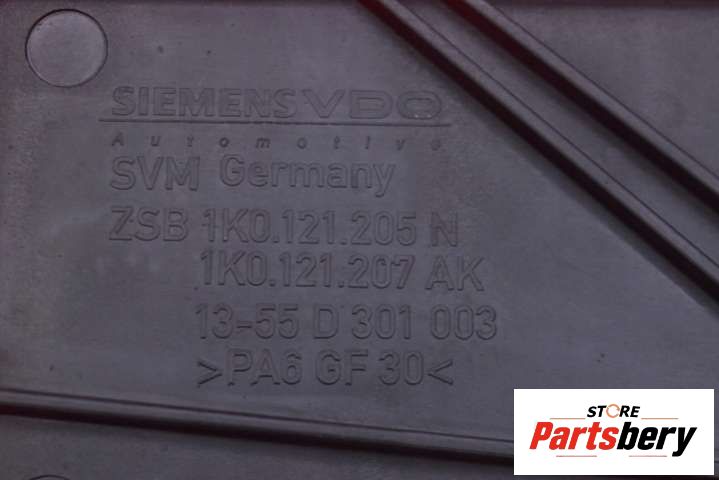 SIEMENSVDO
Automotive
SVM Germany
ZSB 1K0.121.205 N
1K0.121.207 AK
13-55 D 301 003
>PA6 GF 30<
STORE
Partsbery